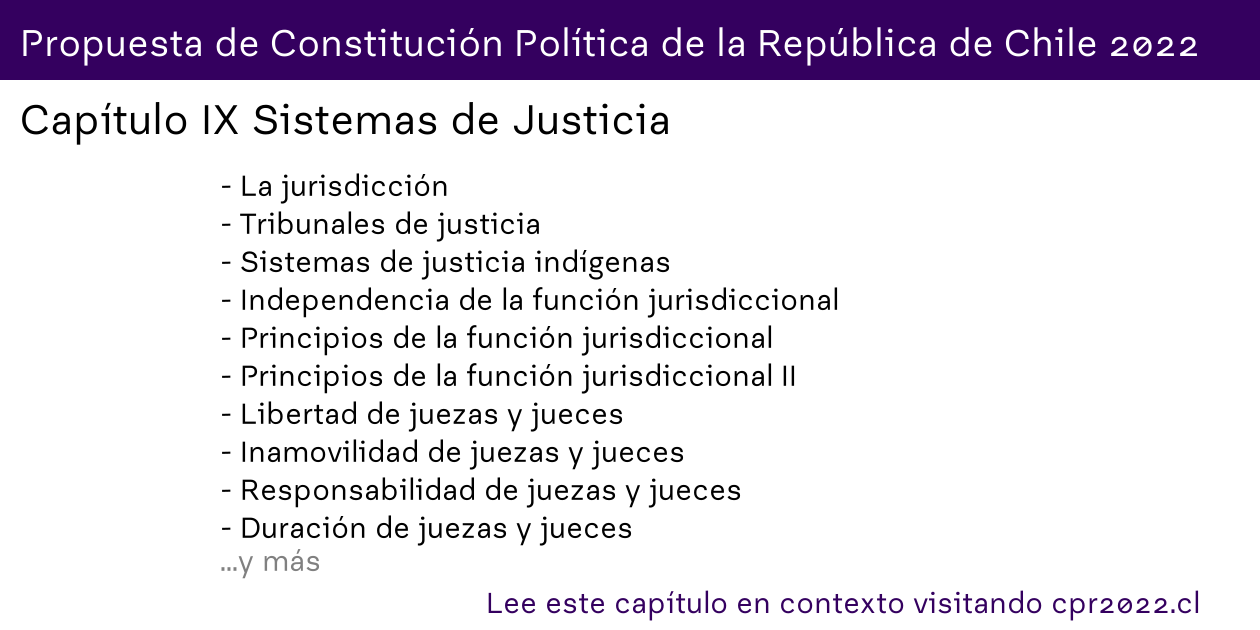 Propuesta de Constitución Política de la República de Chile 2022
Capítulo IX Sistemas de Justicia
- La jurisdicción
- Tribunales de justicia
- Sistemas de justicia indígenas
- Independencia de la función jurisdiccional
- Principios de la función jurisdiccional
- Principios de la función jurisdiccional II
- Libertad de juezas y jueces
- Inamovilidad de juezas y jueces
- Responsabilidad de juezas y jueces
- Duración de juezas y jueces
...y más
Lee este capítulo en contexto visitando cpr2022.cl